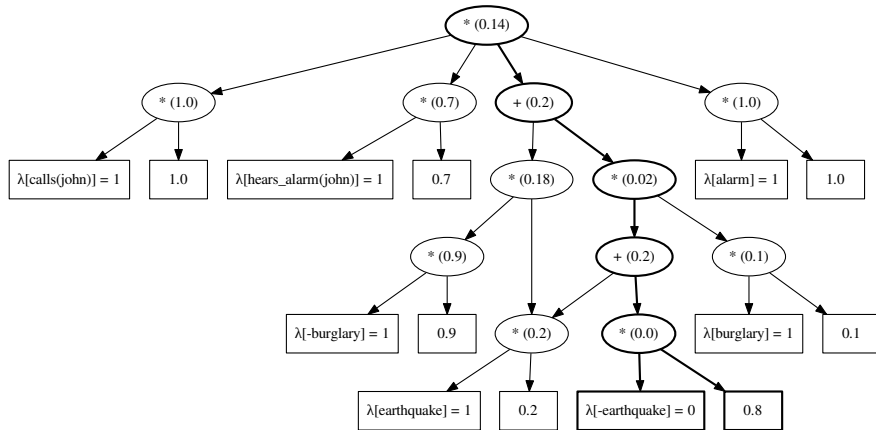 * (0.14)
* (1.0) * (0.7) + (0.2) * (1.0)
λ[calls(john)] = 1 1.0 λ[hears_alarm(john)] = 1 0.7 * (0.18) * (0.02) λ[alarm] = 1 1.0
* (0.9) + (0.2) * (0.1)
λ[-burglary] = 1 0.9 * (0.2) * (0.0) λ[burglary] = 1 0.1
λ[earthquake] = 1 0.2 λ[-earthquake] = 0 0.8